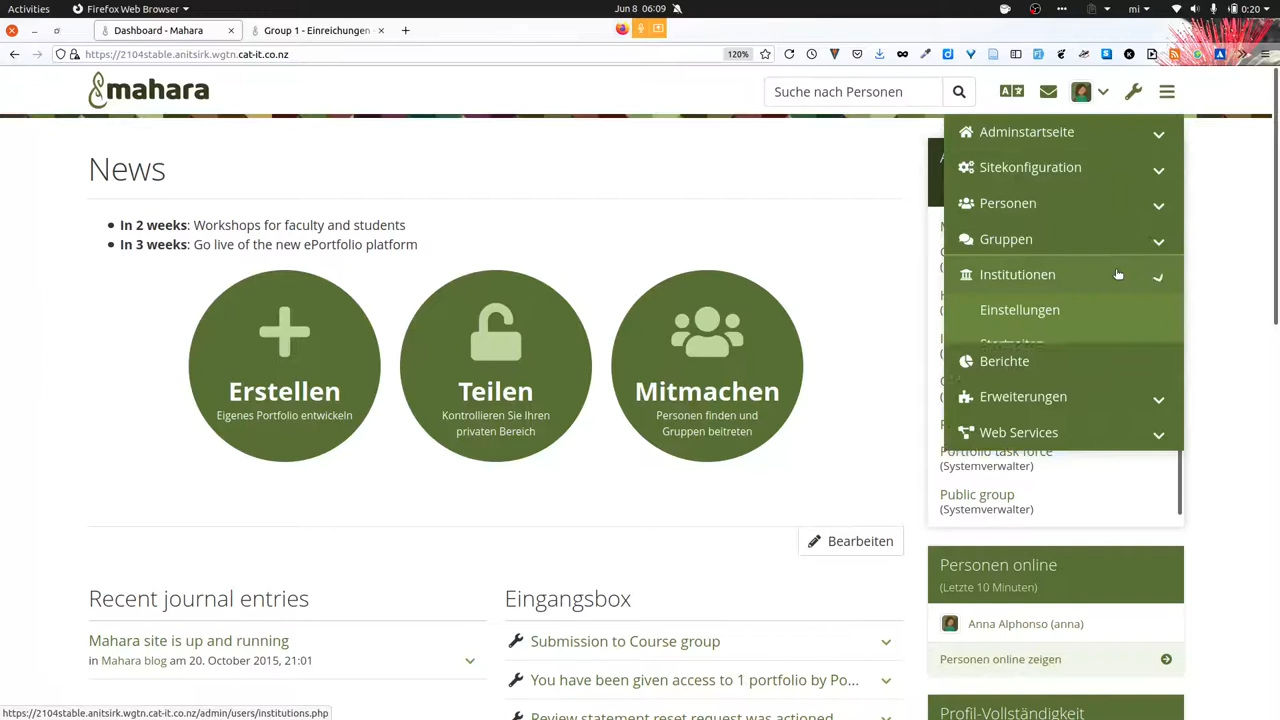 Activities
Firefox Web Browser
Jun 8 06:09
mi
0:20
Dashboard - Mahara
Group 1 - Einreichungen
https://2104stable.anitsirk.wgtn.cat-it.co.nz
120%
mahara
Suche nach Personen
Adminstartseite
Sitekonfiguration
Personen
Gruppen
Institutionen
Einstellungen
Berichte
Erweiterungen
Web Services
News
In 2 weeks: Workshops for faculty and students
In 3 weeks: Go live of the new ePortfolio platform
Erstellen
Eigenes Portfolio entwickeln
Teilen
Kontrollieren Sie Ihren
privaten Bereich
Mitmachen
Personen finden und
Gruppen beitreten
Portfolio task force
(Systemverwalter)
Public group
(Systemverwalter)
Bearbeiten
Personen online
(Letzte 10 Minuten)
Anna Alphonso (anna)
Personen online zeigen
Profil-Vollständigkeit
Recent journal entries
Mahara site is up and running
in Mahara blog am 20. October 2015, 21:01
Eingangsbox
Submission to Course group
You have been given access to 1 portfolio by Po...
Review statement reset request was actioned
https://2104stable.anitsirk.wgtn.cat-it.co.nz/admin/users/institutions.php